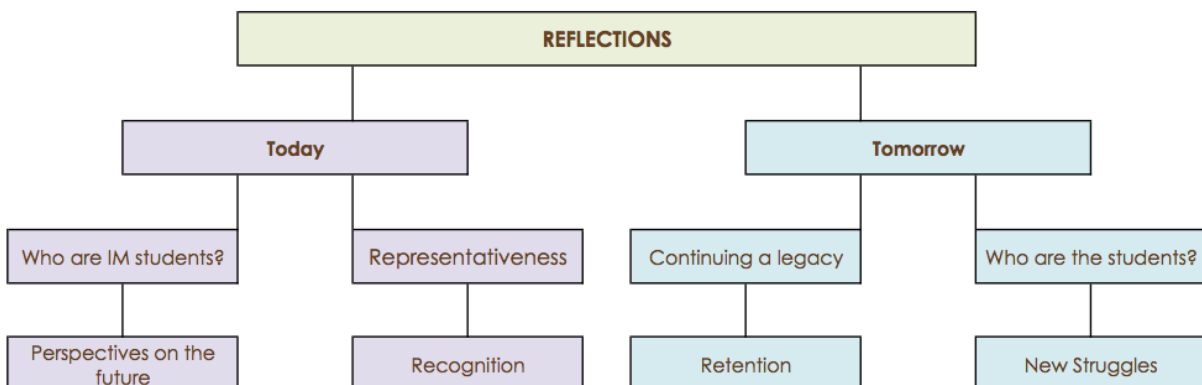 REFLECTIONS
Today
Tomorrow
Who are IM students?
Representativeness
Continuing a legacy
Who are the students?
Perspectives on the
future
Recognition
Retention
New Struggles